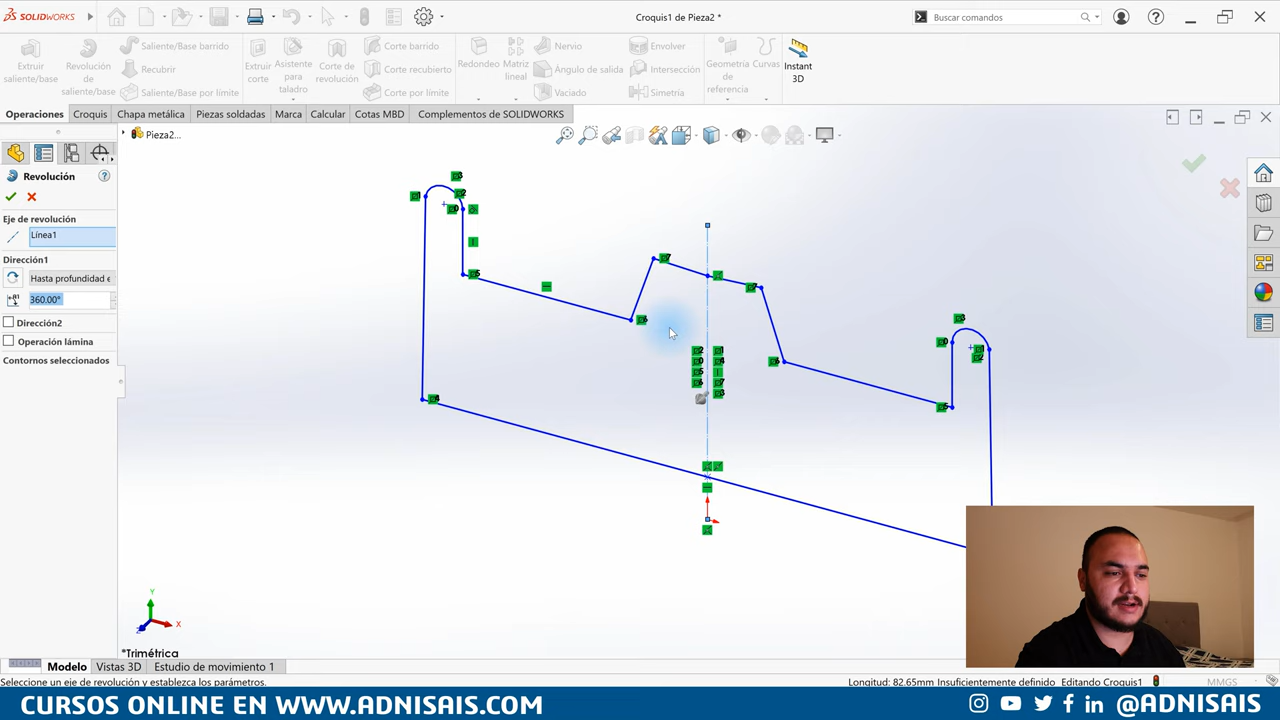 SOLIDWORKS
Croquis1 de Pieza2 *
Buscar comandos
Extruir saliente/base
Revolución de saliente/base
Saliente/Base barrido
Recubrir
Saliente/Base por límite
Extruir corte
Asistente para taladro
Corte de revolución
Corte barrido
Corte recubierto
Corte por límite
Redondeo
Matriz lineal
Nervio
Ángulo de salida
Vaciado
Envolver
Intersección
Simetría
Geometría de referencia
Curvas
Instant 3D
Operaciones
Croquis
Chapa metálica
Piezas soldadas
Marca
Calcular
Cotas MBD
Complementos de SOLIDWORKS
Pieza2...
Revolución
Eje de revolución
Línea1
Dirección1
Hasta profundidad e
360.00°
Dirección2
Operación lámina
Contornos seleccionados
Y
X
Z
*Trimétrica
Modelo
Vistas 3D
Estudio de movimiento 1
Seleccione un eje de revolución y establezca los parámetros.
Longitud: 82.65mm Insuficientemente definido Editando Croquis1
MMGS
CURSOS ONLINE EN WWW.ADNISAIS.COM
@ADNISAIS